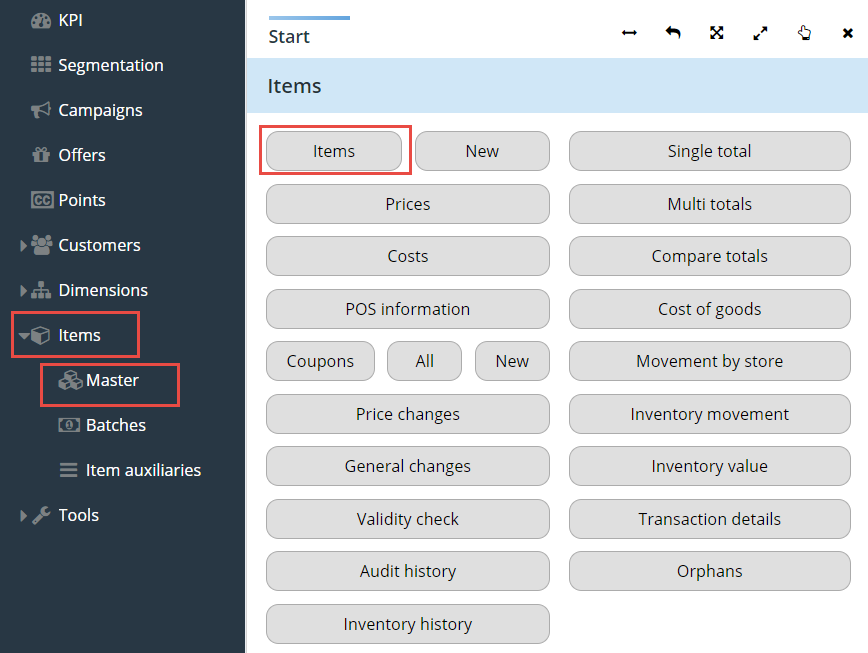 KPI
Segmentation
Campaigns
Offers
CC Points
Customers
Dimensions
Items
Master
Batches
Item auxiliaries
Tools
Start
Items
Items New Single total
Prices Multi totals
Costs Compare totals
POS information Cost of goods
Coupons All New Movement by store
Price changes Inventory movement
General changes Inventory value
Validity check Transaction details
Audit history Orphans
Inventory history